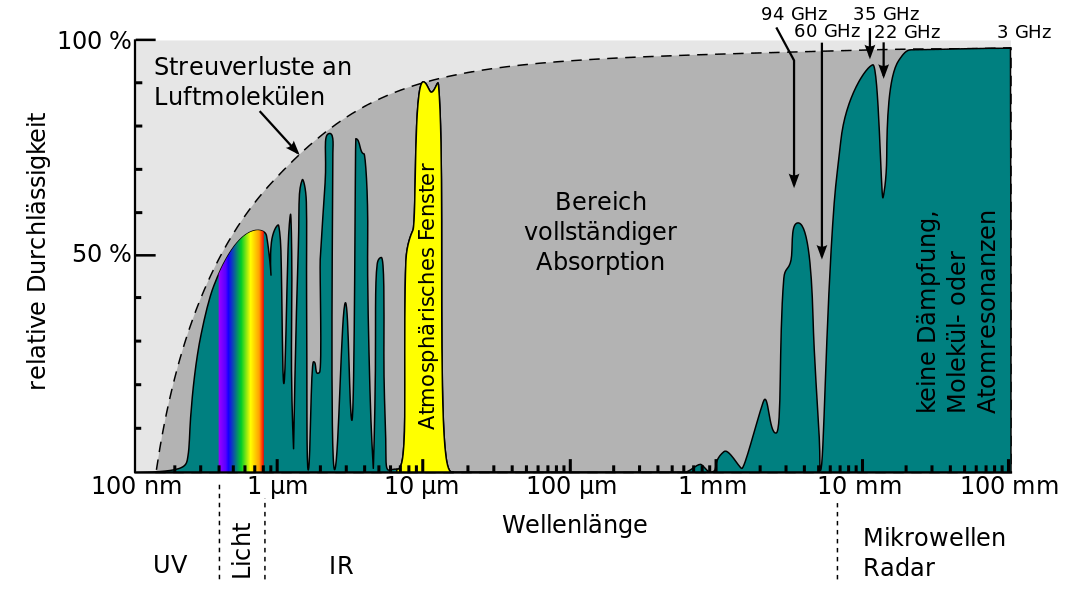 94 GHz
35 GHz
60 GHz
22 GHz
3 GHz
100 %
Streuverluste an
Luftmolekülen
relative Durchlässigkeit
50 %
Bereich
vollständiger
Absorption
Atmosphärisches Fenster
keine Dämpfung,
Molekül- oder
Atomresonanzen
100 nm
1 µm
10 µm
100 µm
1 mm
10 mm
100 mm
Wellenlänge
UV
Licht
IR
Mikrowellen
Radar